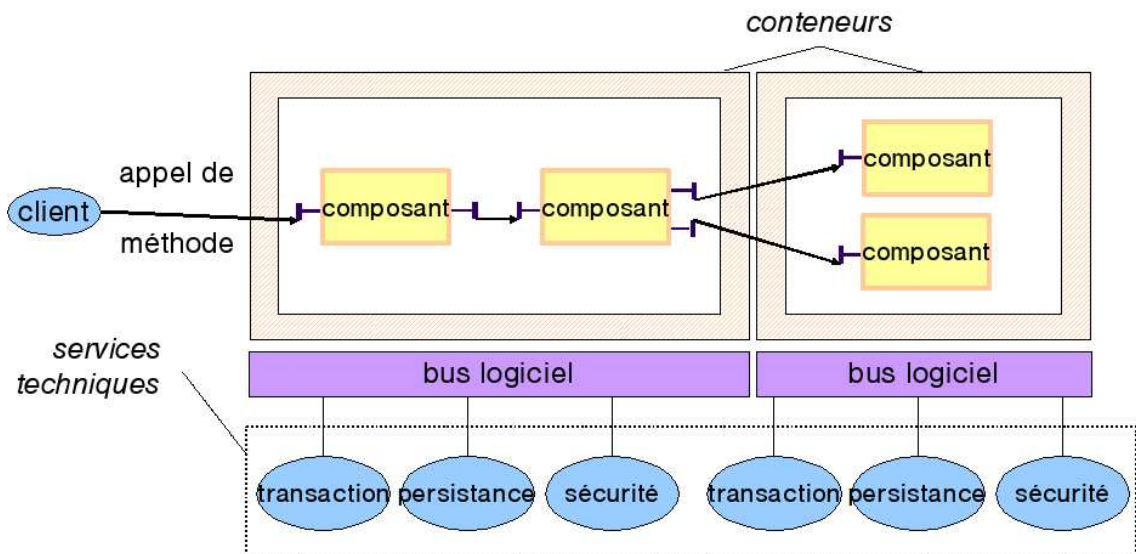 conteneurs
appel de
méthode
client
composant
composant
composant
composant
services
techniques
bus logiciel
bus logiciel
transaction
persistance
sécurité
transaction
persistance
sécurité